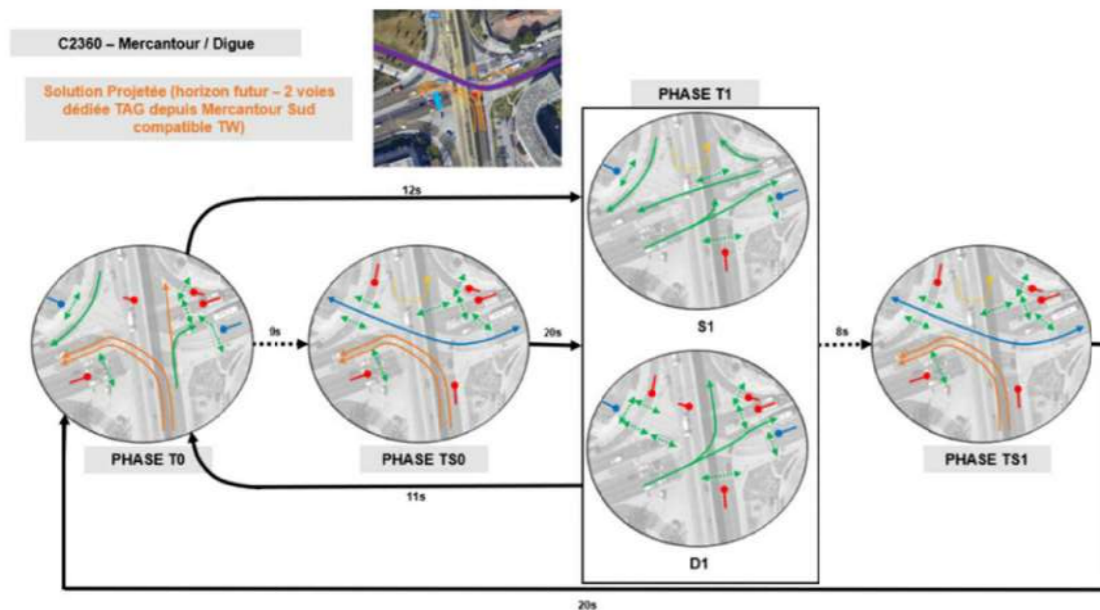 C2360 – Mercantour / Digue
Solution Projetée (horizon futur – 2 voies
dédiée TAG depuis Mercantour Sud
compatible TW)
PHASE T1
12s
S1
9s
20s
8s
D1
PHASE T0
PHASE TS0
PHASE TS1
11s
20s